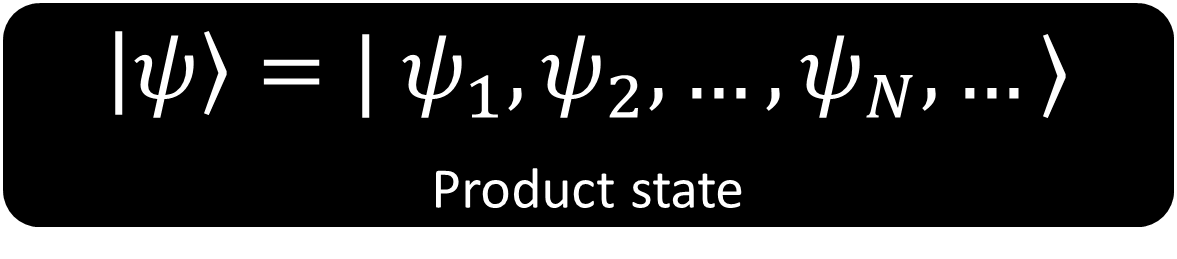 |ψ⟩ = | ψ₁, ψ₂, … , ψ_N, … ⟩
Product state